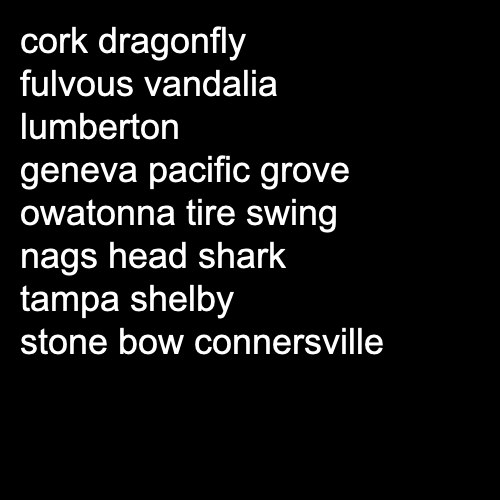 cork dragonfly
fulvous vandalia
lumberton
geneva pacific grove
owatonna tire swing
nags head shark
tampa shelby
stone bow connersville